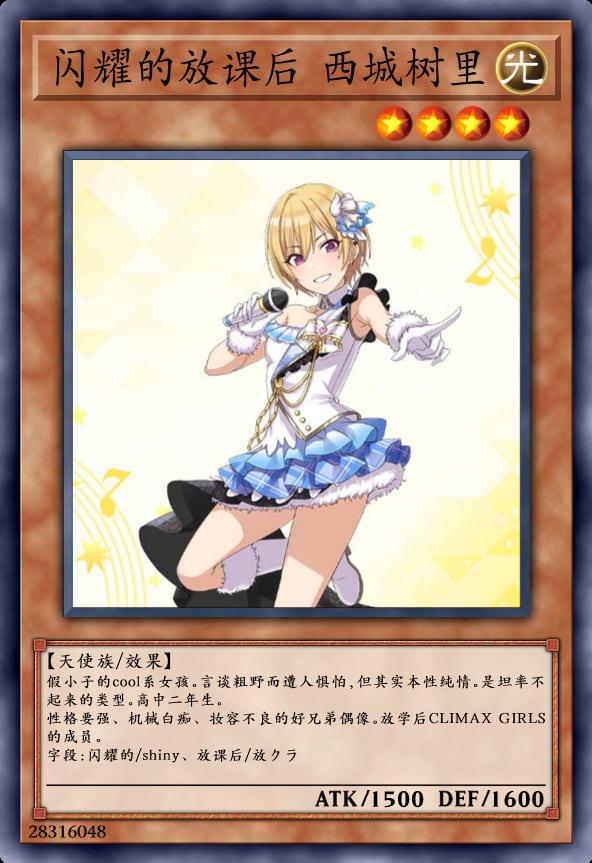 闪耀的放课后 西城树里
光
【天使族/效果】
假小子的cool系女孩。言谈粗野而遭人惧怕,但其实本性纯情。是坦率不
起来的类型。高中二年生。
性格要强、机械白痴、妆容不良的好兄弟偶像。放学后CLIMAX GIRLS
的成员。
字段:闪耀的/shiny、放课后/放クラ
ATK/1500 DEF/1600
28316048